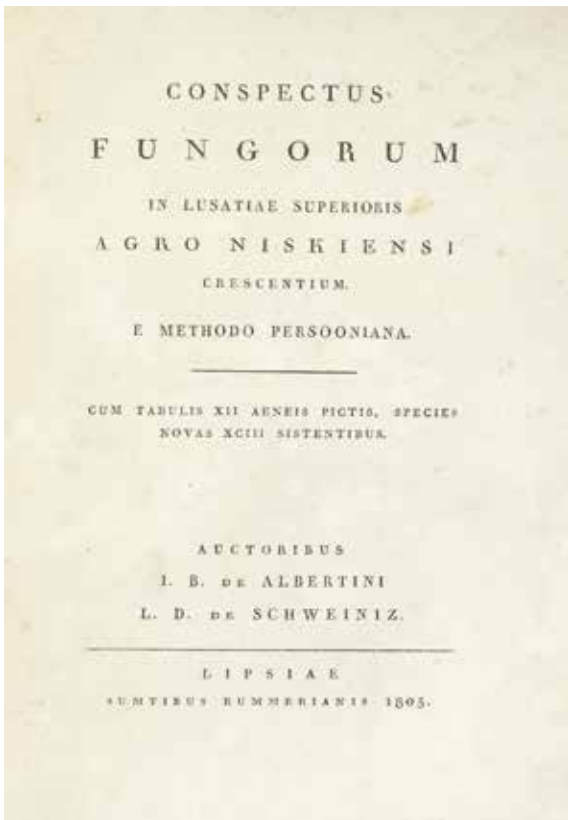 CONSPECTUS
FUNGORUM
IN LUSATIAE SUPERIORIS
AGRO NISKIENSI
CRESCENTIUM.
E METHODO PERSOONIANA.
CUM TABULIS XII AENEIS PICTIS, SPECIES
NOVAS XCIII SISTENTIBUS.
AUCTORIBUS
I. B. DE ALBERTINI
L. D. DE SCHWEINIZ.
LIPSIAE
SUMTIBUS KUMMERIANIS 1805.